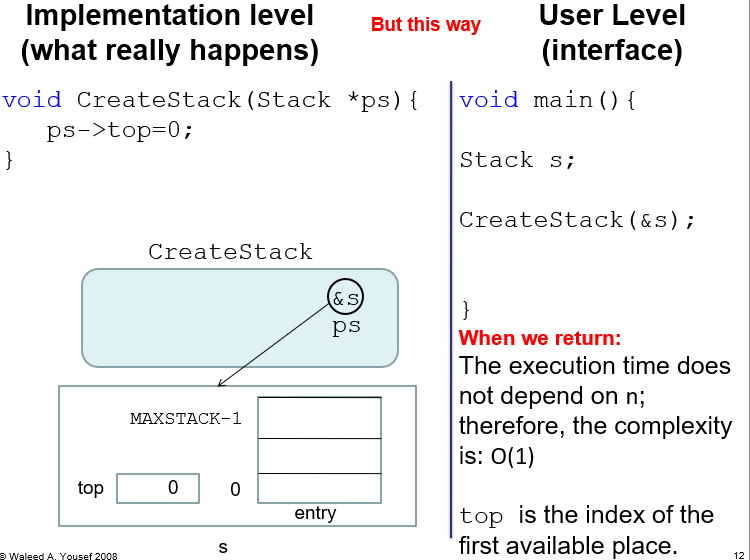 Implementation level
(what really happens)
But this way
User Level
(interface)
void CreateStack(Stack *ps){
ps->top=0;
}
void main(){
Stack s;
CreateStack(&s);
}
CreateStack
&s
ps
MAXSTACK-1
top
0
0
entry
s
When we return:
The execution time does
not depend on n;
therefore, the complexity
is: O(1)
top is the index of the
first available place.
© Waleed A. Yousef 2008
12